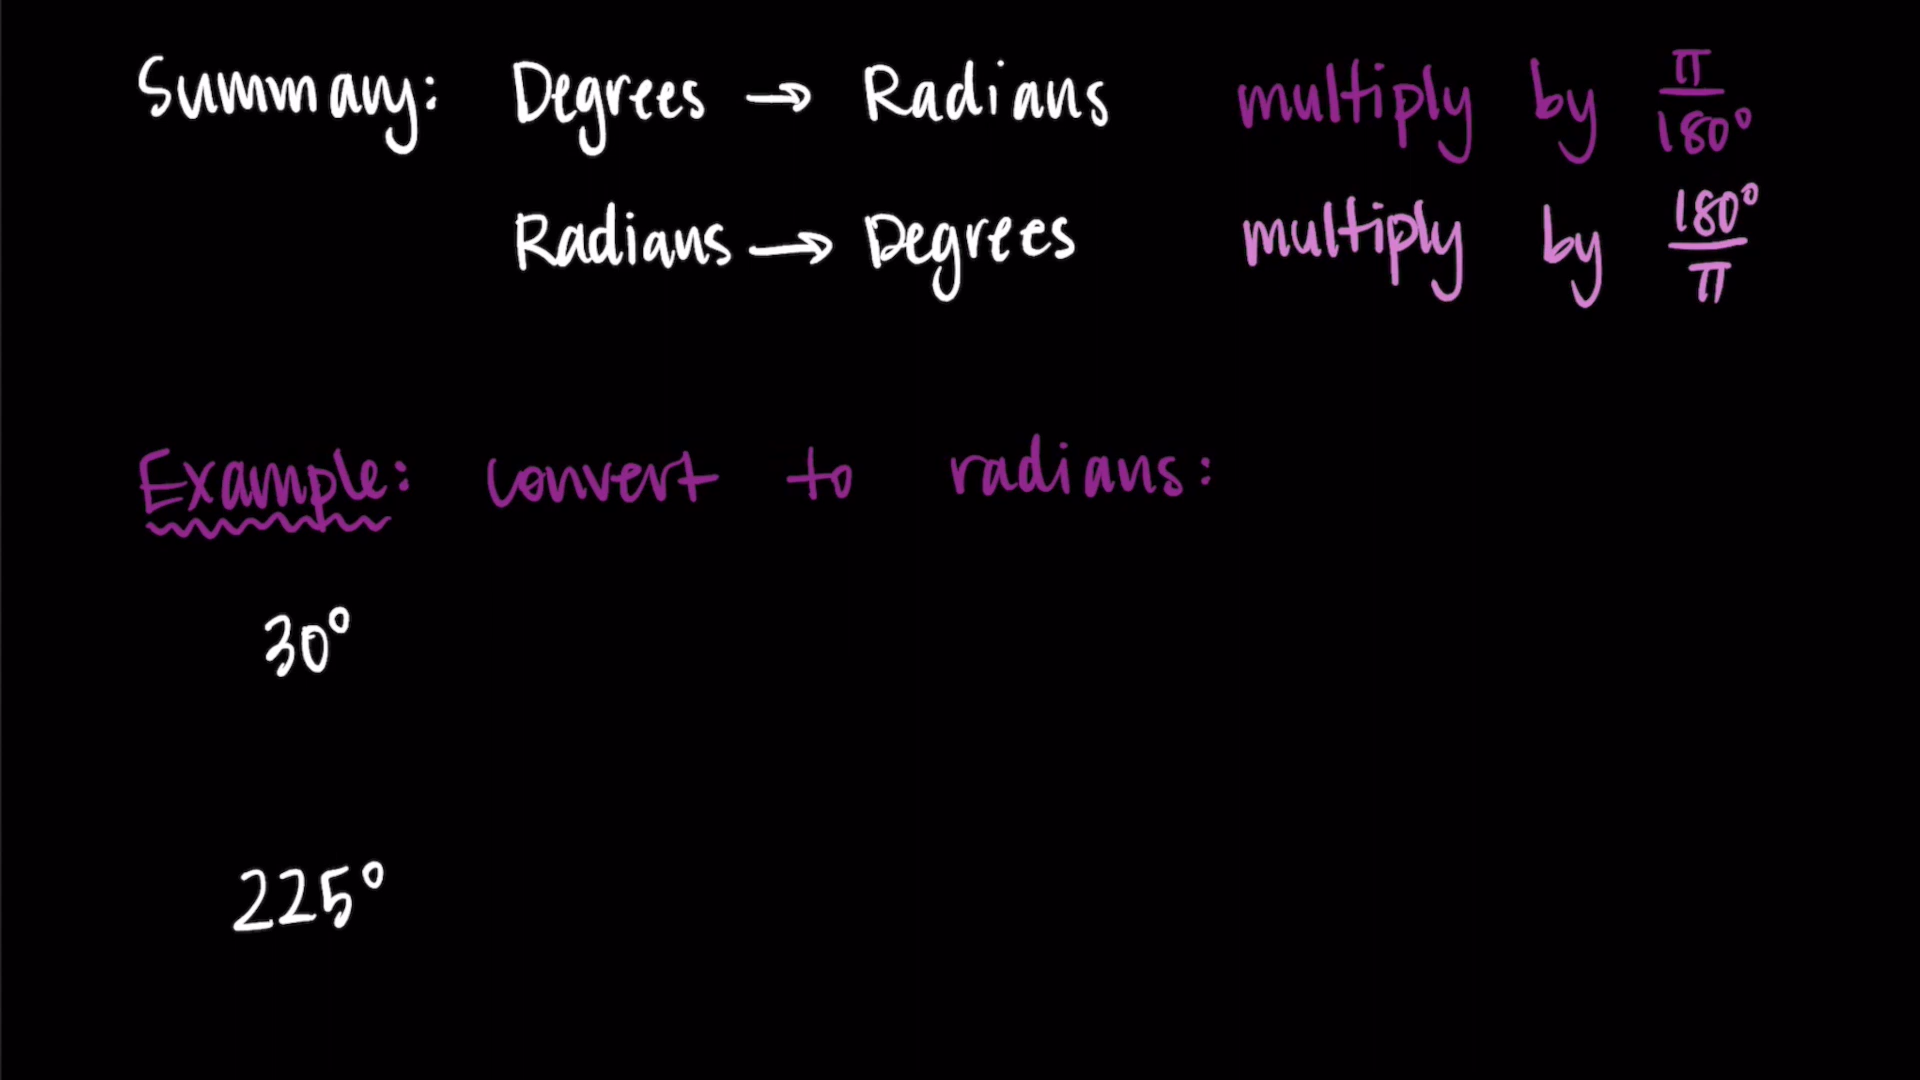 Summary: Degrees → Radians multiply by π/180°
Radians → Degrees multiply by 180°/π
Example: convert to radians:
30°
225°